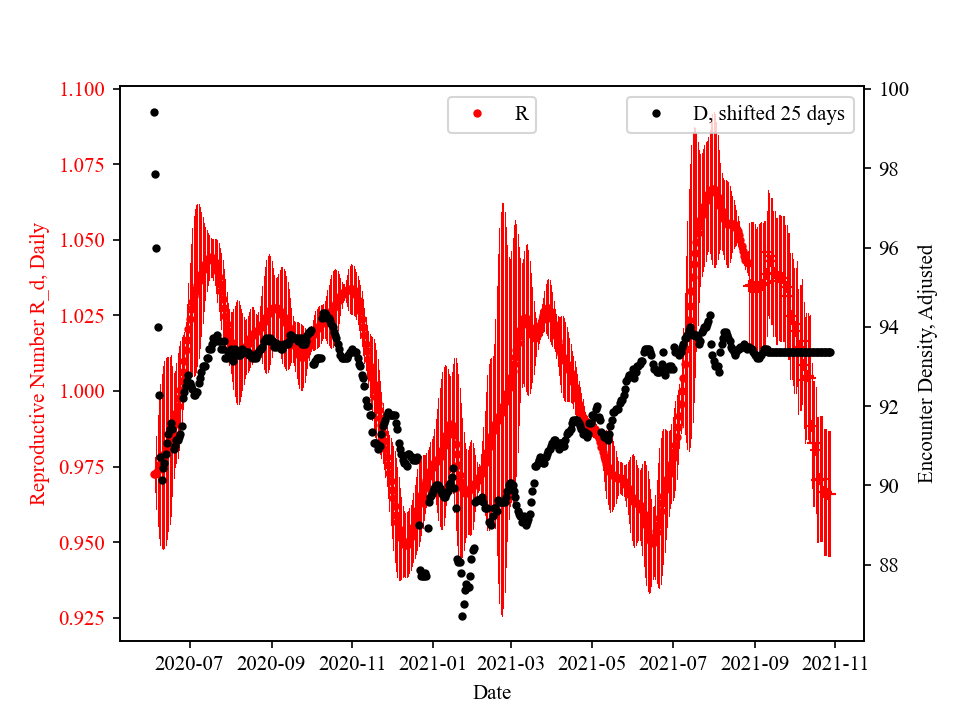 R
D, shifted 25 days
Reproductive Number R_d, Daily
1.100
1.075
1.050
1.025
1.000
0.975
0.950
0.925
100
98
96
94
92
90
88
Encounter Density, Adjusted
2020-07 2020-09 2020-11 2021-01 2021-03 2021-05 2021-07 2021-09 2021-11
Date